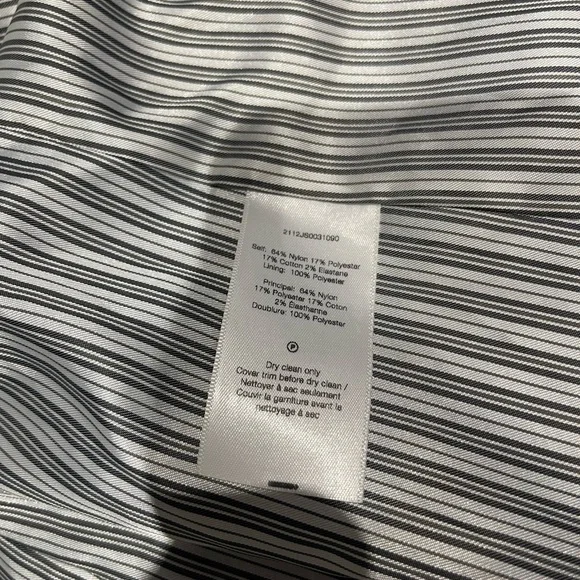 2112JS0031090
Self: 64% Nylon 17% Polyester
17% Cotton 2% Elastane
Lining: 100% Polyester
Principal: 64% Nylon
17% Polyester 17% Coton
2% Élasthanne
Doublure: 100% Polyester
P
Dry clean only
Cover trim before dry clean /
Nettoyer à sec seulement
Couvir la garniture avant le
nettoyage à sec